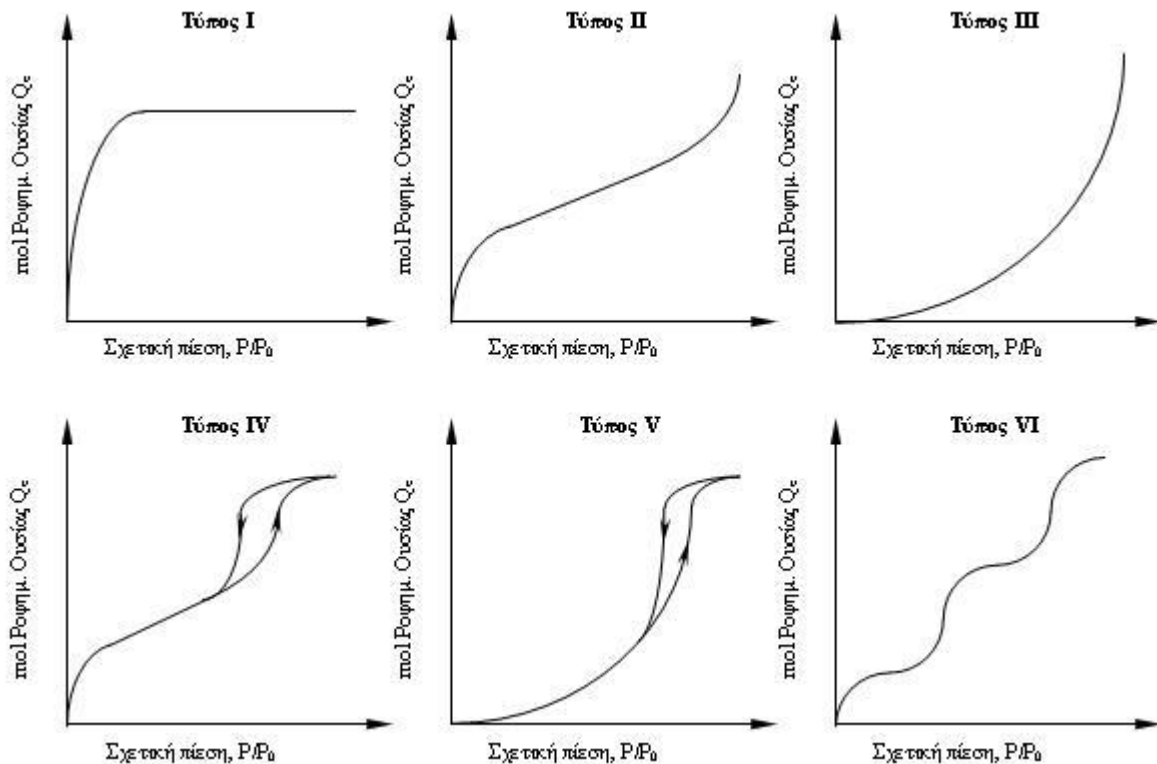 Τύπος I
mol Ροφημ. Ουσίας Qe
Σχετική πίεση, P/P0
Τύπος II
mol Ροφημ. Ουσίας Qe
Σχετική πίεση, P/P0
Τύπος III
mol Ροφημ. Ουσίας Qe
Σχετική πίεση, P/P0
Τύπος IV
mol Ροφημ. Ουσίας Qe
Σχετική πίεση, P/P0
Τύπος V
mol Ροφημ. Ουσίας Qe
Σχετική πίεση, P/P0
Τύπος VI
mol Ροφημ. Ουσίας Qe
Σχετική πίεση, P/P0